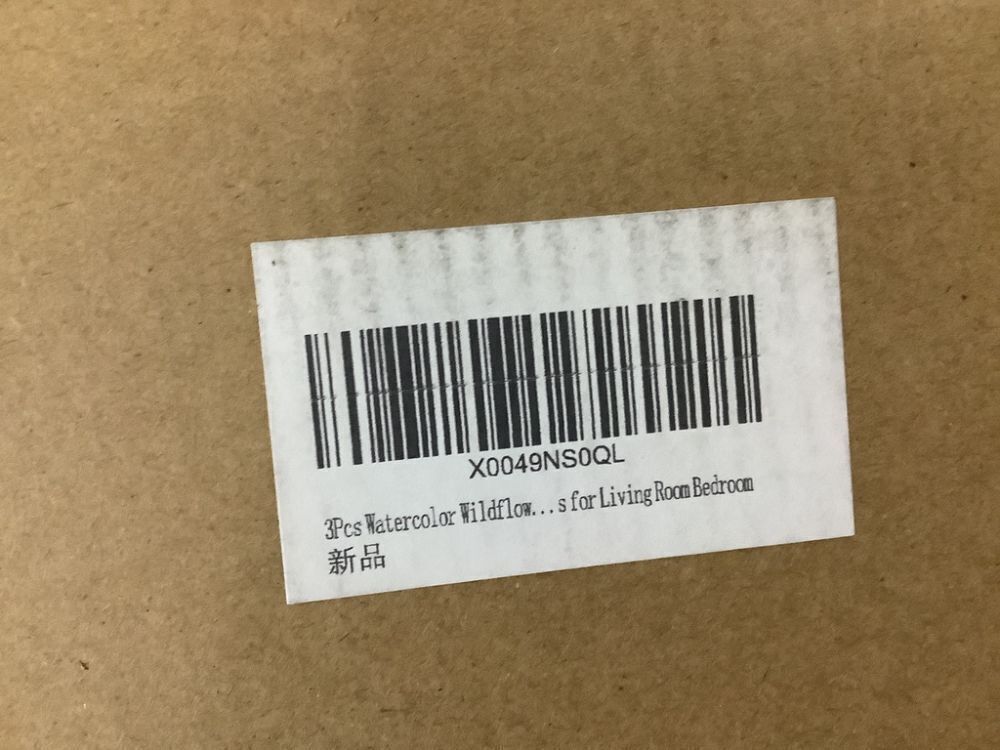 X0049NS0QL
3Pcs Watercolor Wildflow...s for Living Room Bedroom
新品